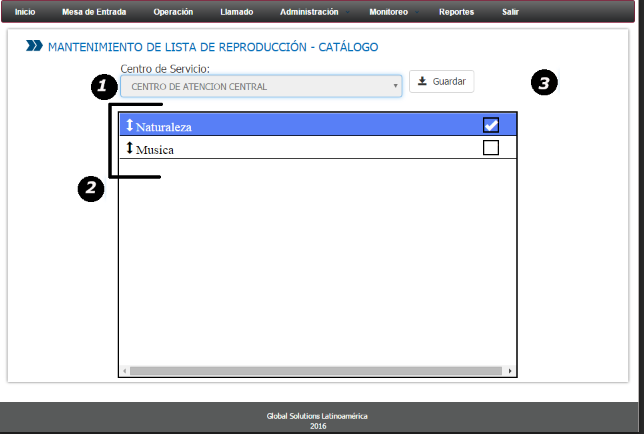 Inicio Mesa de Entrada Operación Llamado Administración Monitoreo Reportes Salir
MANTENIMIENTO DE LISTA DE REPRODUCCIÓN - CATÁLOGO
Centro de Servicio:
1 CENTRO DE ATENCION CENTRAL Guardar 3
Naturaleza
Musica
2
Global Solutions Latinoamérica
2016